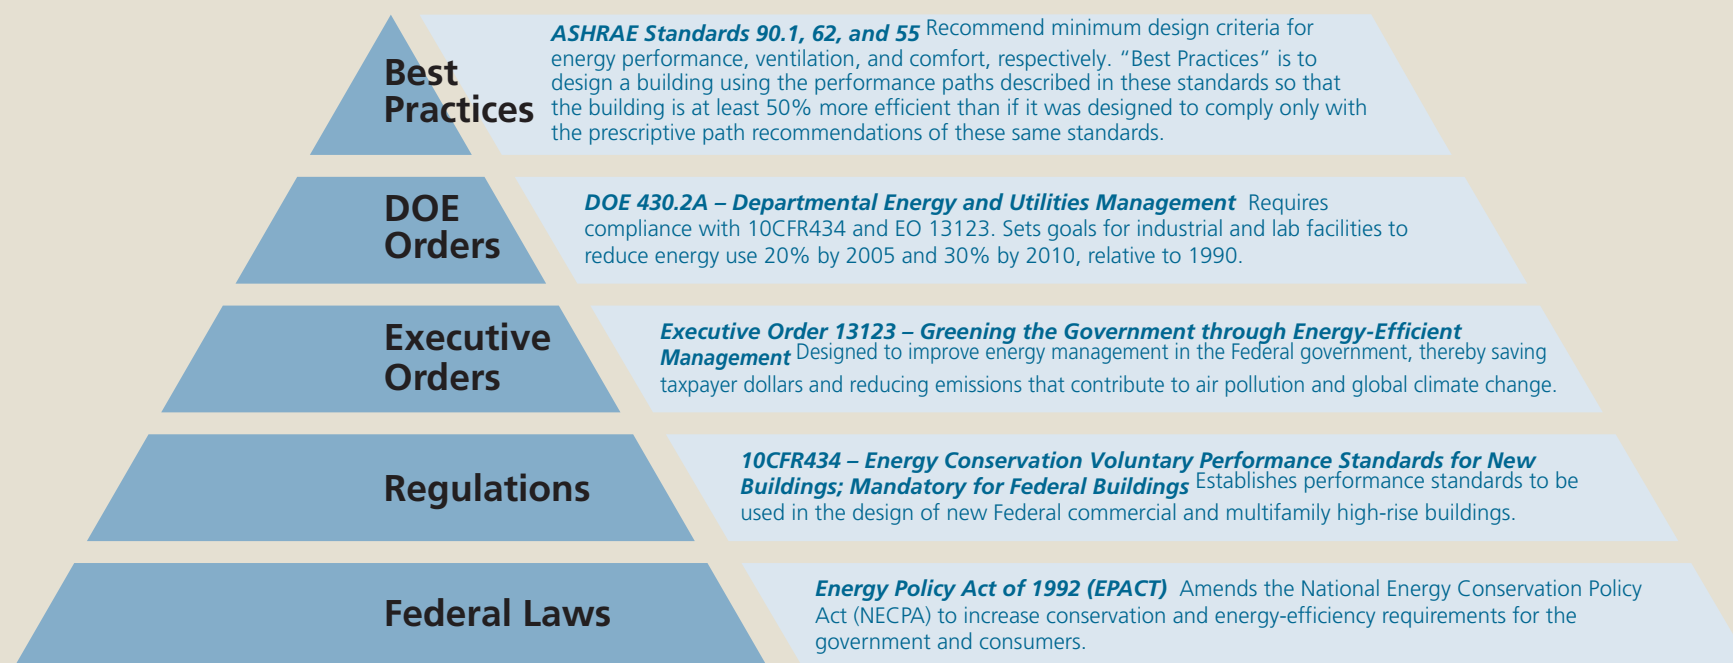 Best
Practices
ASHRAE Standards 90.1, 62, and 55 Recommend minimum design criteria for
energy performance, ventilation, and comfort, respectively. “Best Practices” is to
design a building using the performance paths described in these standards so that
the building is at least 50% more efficient than if it was designed to comply only with
the prescriptive path recommendations of these same standards.
DOE
Orders
DOE 430.2A – Departmental Energy and Utilities Management Requires
compliance with 10CFR434 and EO 13123. Sets goals for industrial and lab facilities to
reduce energy use 20% by 2005 and 30% by 2010, relative to 1990.
Executive
Orders
Executive Order 13123 – Greening the Government through Energy-Efficient
Management Designed to improve energy management in the Federal government, thereby saving
taxpayer dollars and reducing emissions that contribute to air pollution and global climate change.
Regulations
10CFR434 – Energy Conservation Voluntary Performance Standards for New
Buildings; Mandatory for Federal Buildings Establishes performance standards to be
used in the design of new Federal commercial and multifamily high-rise buildings.
Federal Laws
Energy Policy Act of 1992 (EPACT) Amends the National Energy Conservation Policy
Act (NECPA) to increase conservation and energy-efficiency requirements for the
government and consumers.